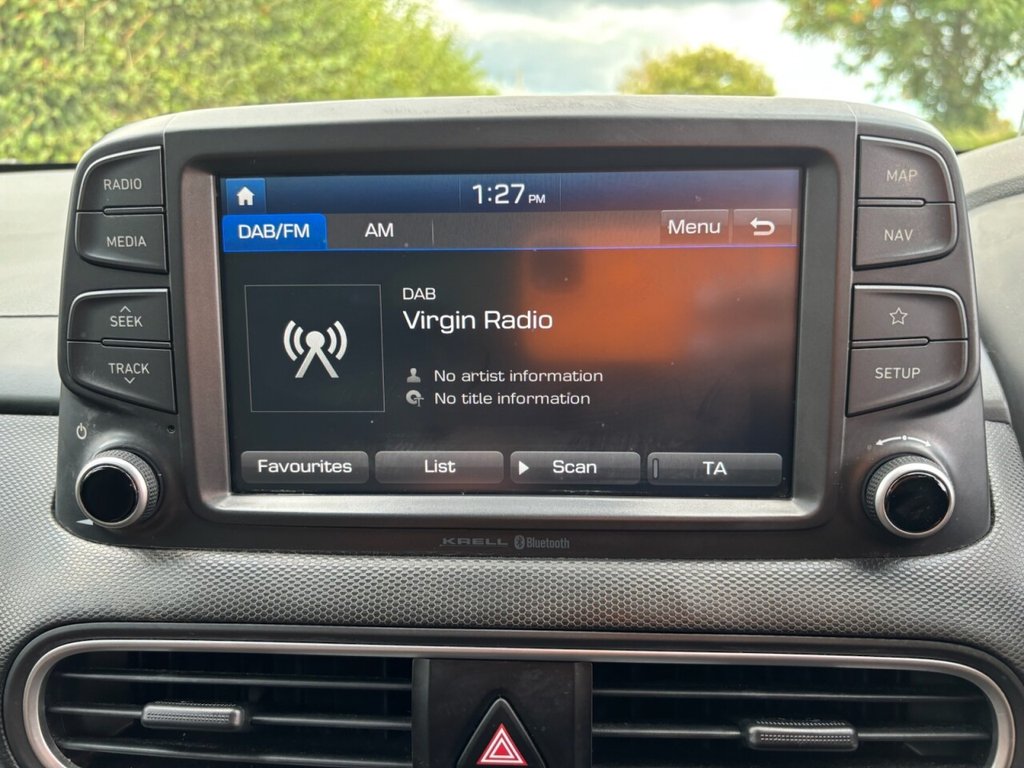 1:27 PM
DAB/FM AM Menu
RADIO
MEDIA
SEEK
TRACK
DAB
Virgin Radio
No artist information
No title information
Favourites List Scan TA
MAP
NAV
SETUP
KRELL Bluetooth